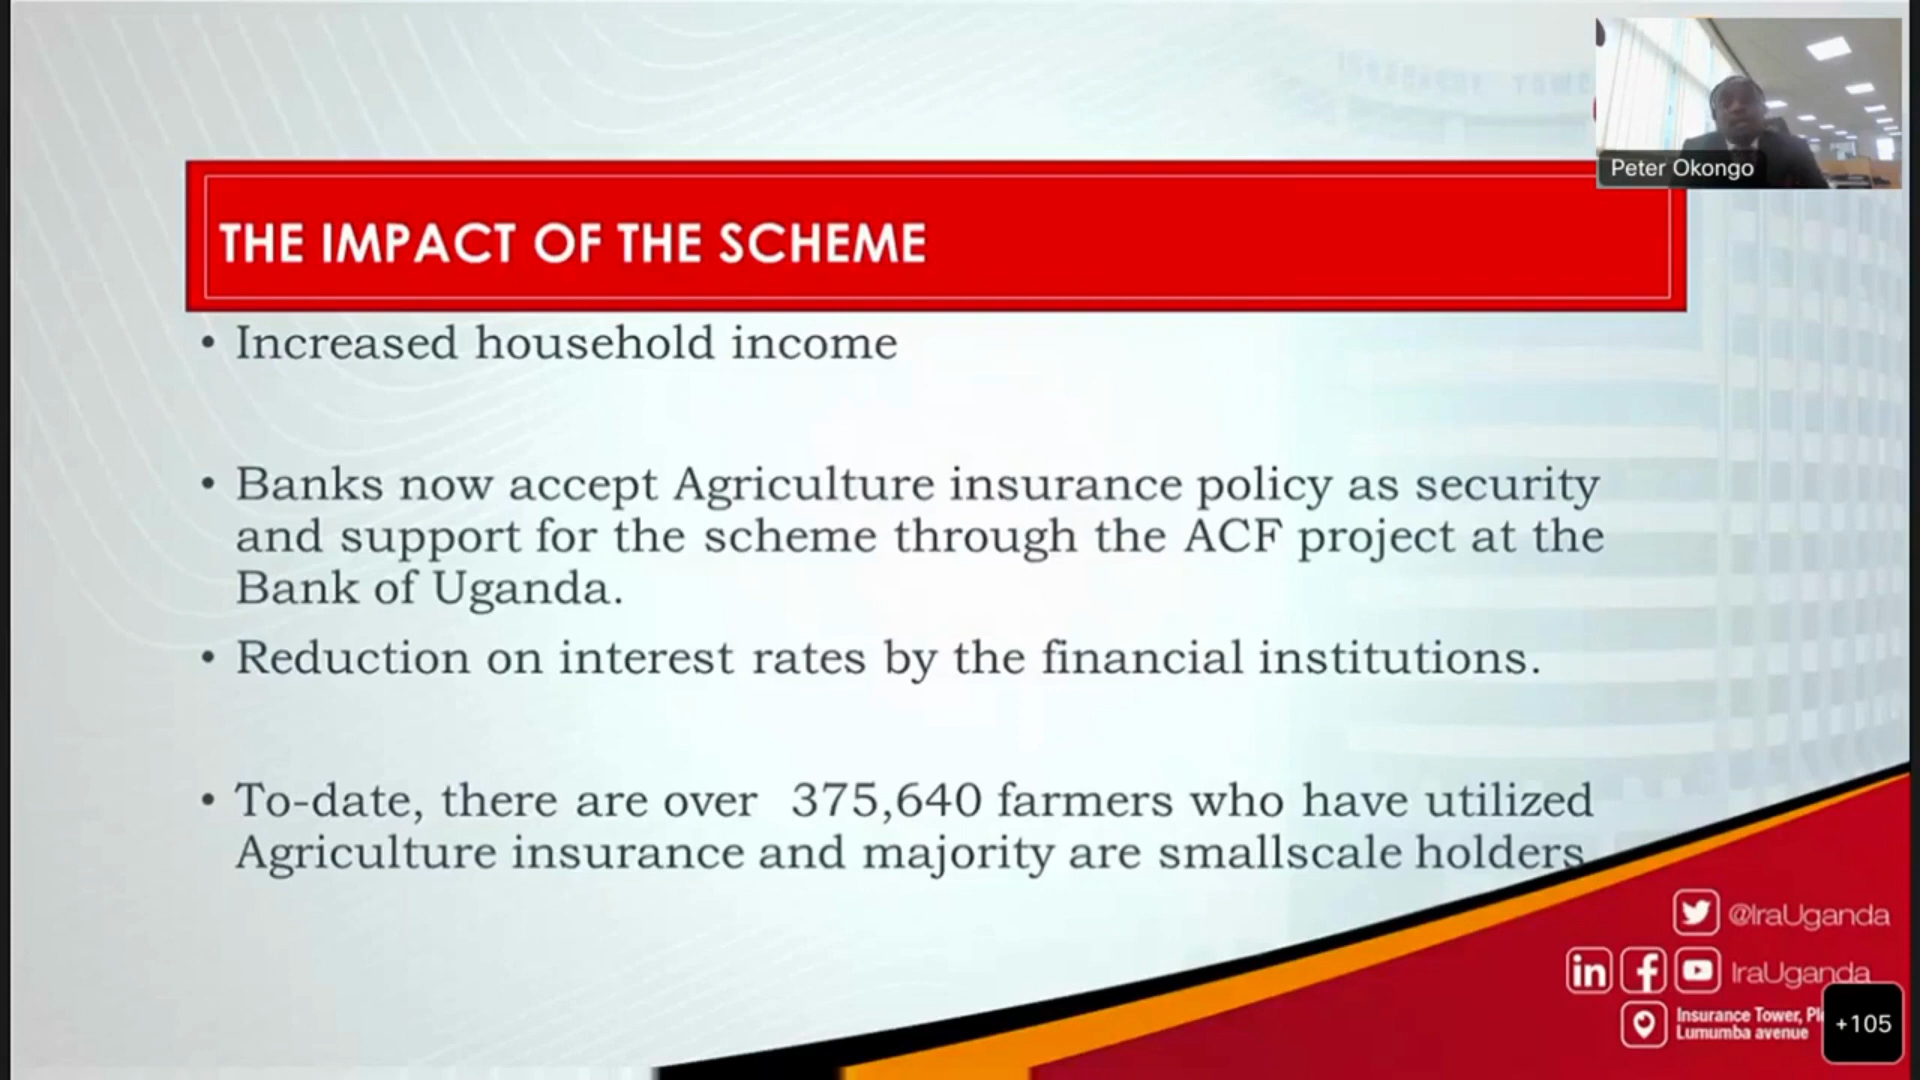 Peter Okongo
THE IMPACT OF THE SCHEME
• Increased household income
• Banks now accept Agriculture insurance policy as security
and support for the scheme through the ACF project at the
Bank of Uganda.
• Reduction on interest rates by the financial institutions.
• To-date, there are over 375,640 farmers who have utilized
Agriculture insurance and majority are smallscale holders
@IraUganda
in f IraUganda
Insurance Tower,
Lumumba avenue
+105